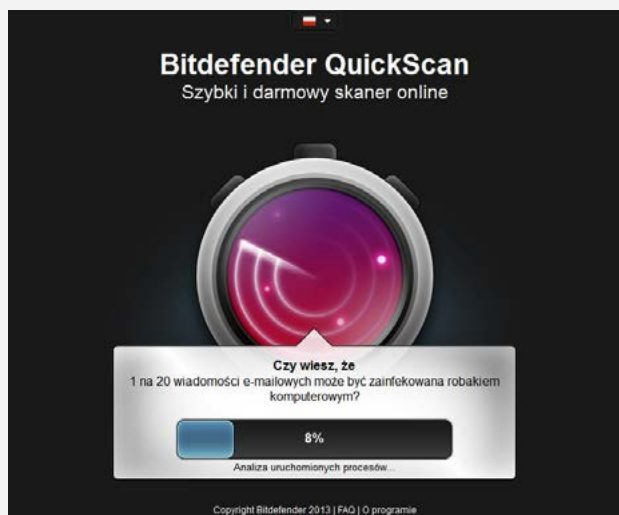 Bitdefender QuickScan
Szybki i darmowy skaner online
Czy wiesz, że
1 na 20 wiadomości e-mailowych może być zainfekowana robakiem
komputerowym?
8%
Analiza uruchomionych procesów...
Copyright Bitdefender 2013 | FAQ | O programie